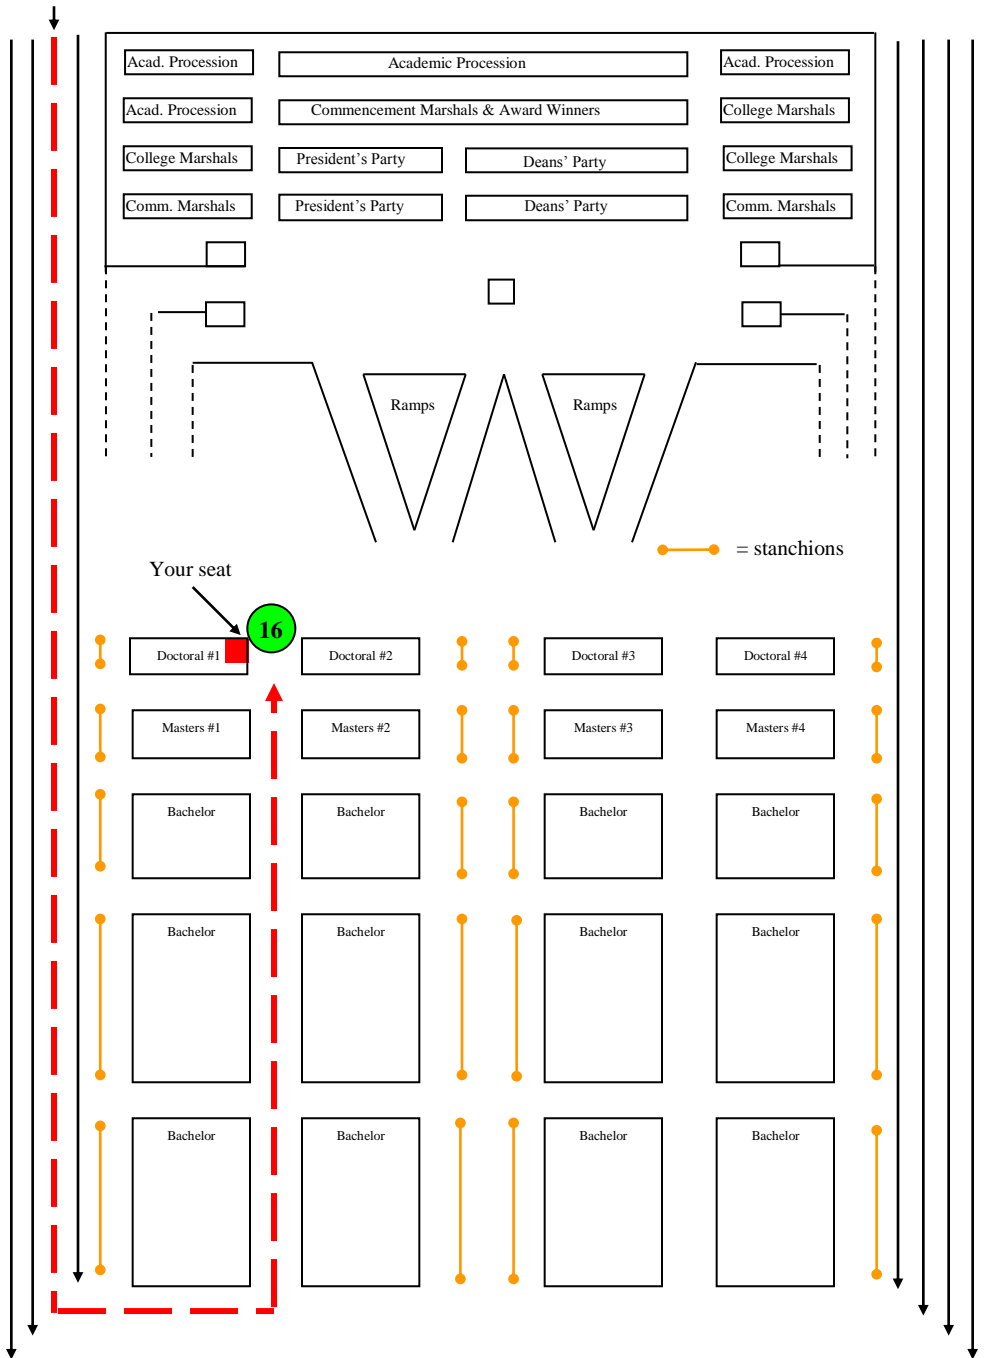 Acad. Procession Academic Procession Acad. Procession
Acad. Procession Commencement Marshals & Award Winners College Marshals
College Marshals President’s Party Deans’ Party College Marshals
Comm. Marshals President’s Party Deans’ Party Comm. Marshals
Ramps Ramps
= stanchions
Your seat
16
Doctoral #1 Doctoral #2 Doctoral #3 Doctoral #4
Masters #1 Masters #2 Masters #3 Masters #4
Bachelor Bachelor Bachelor Bachelor
Bachelor Bachelor Bachelor Bachelor
Bachelor Bachelor Bachelor Bachelor